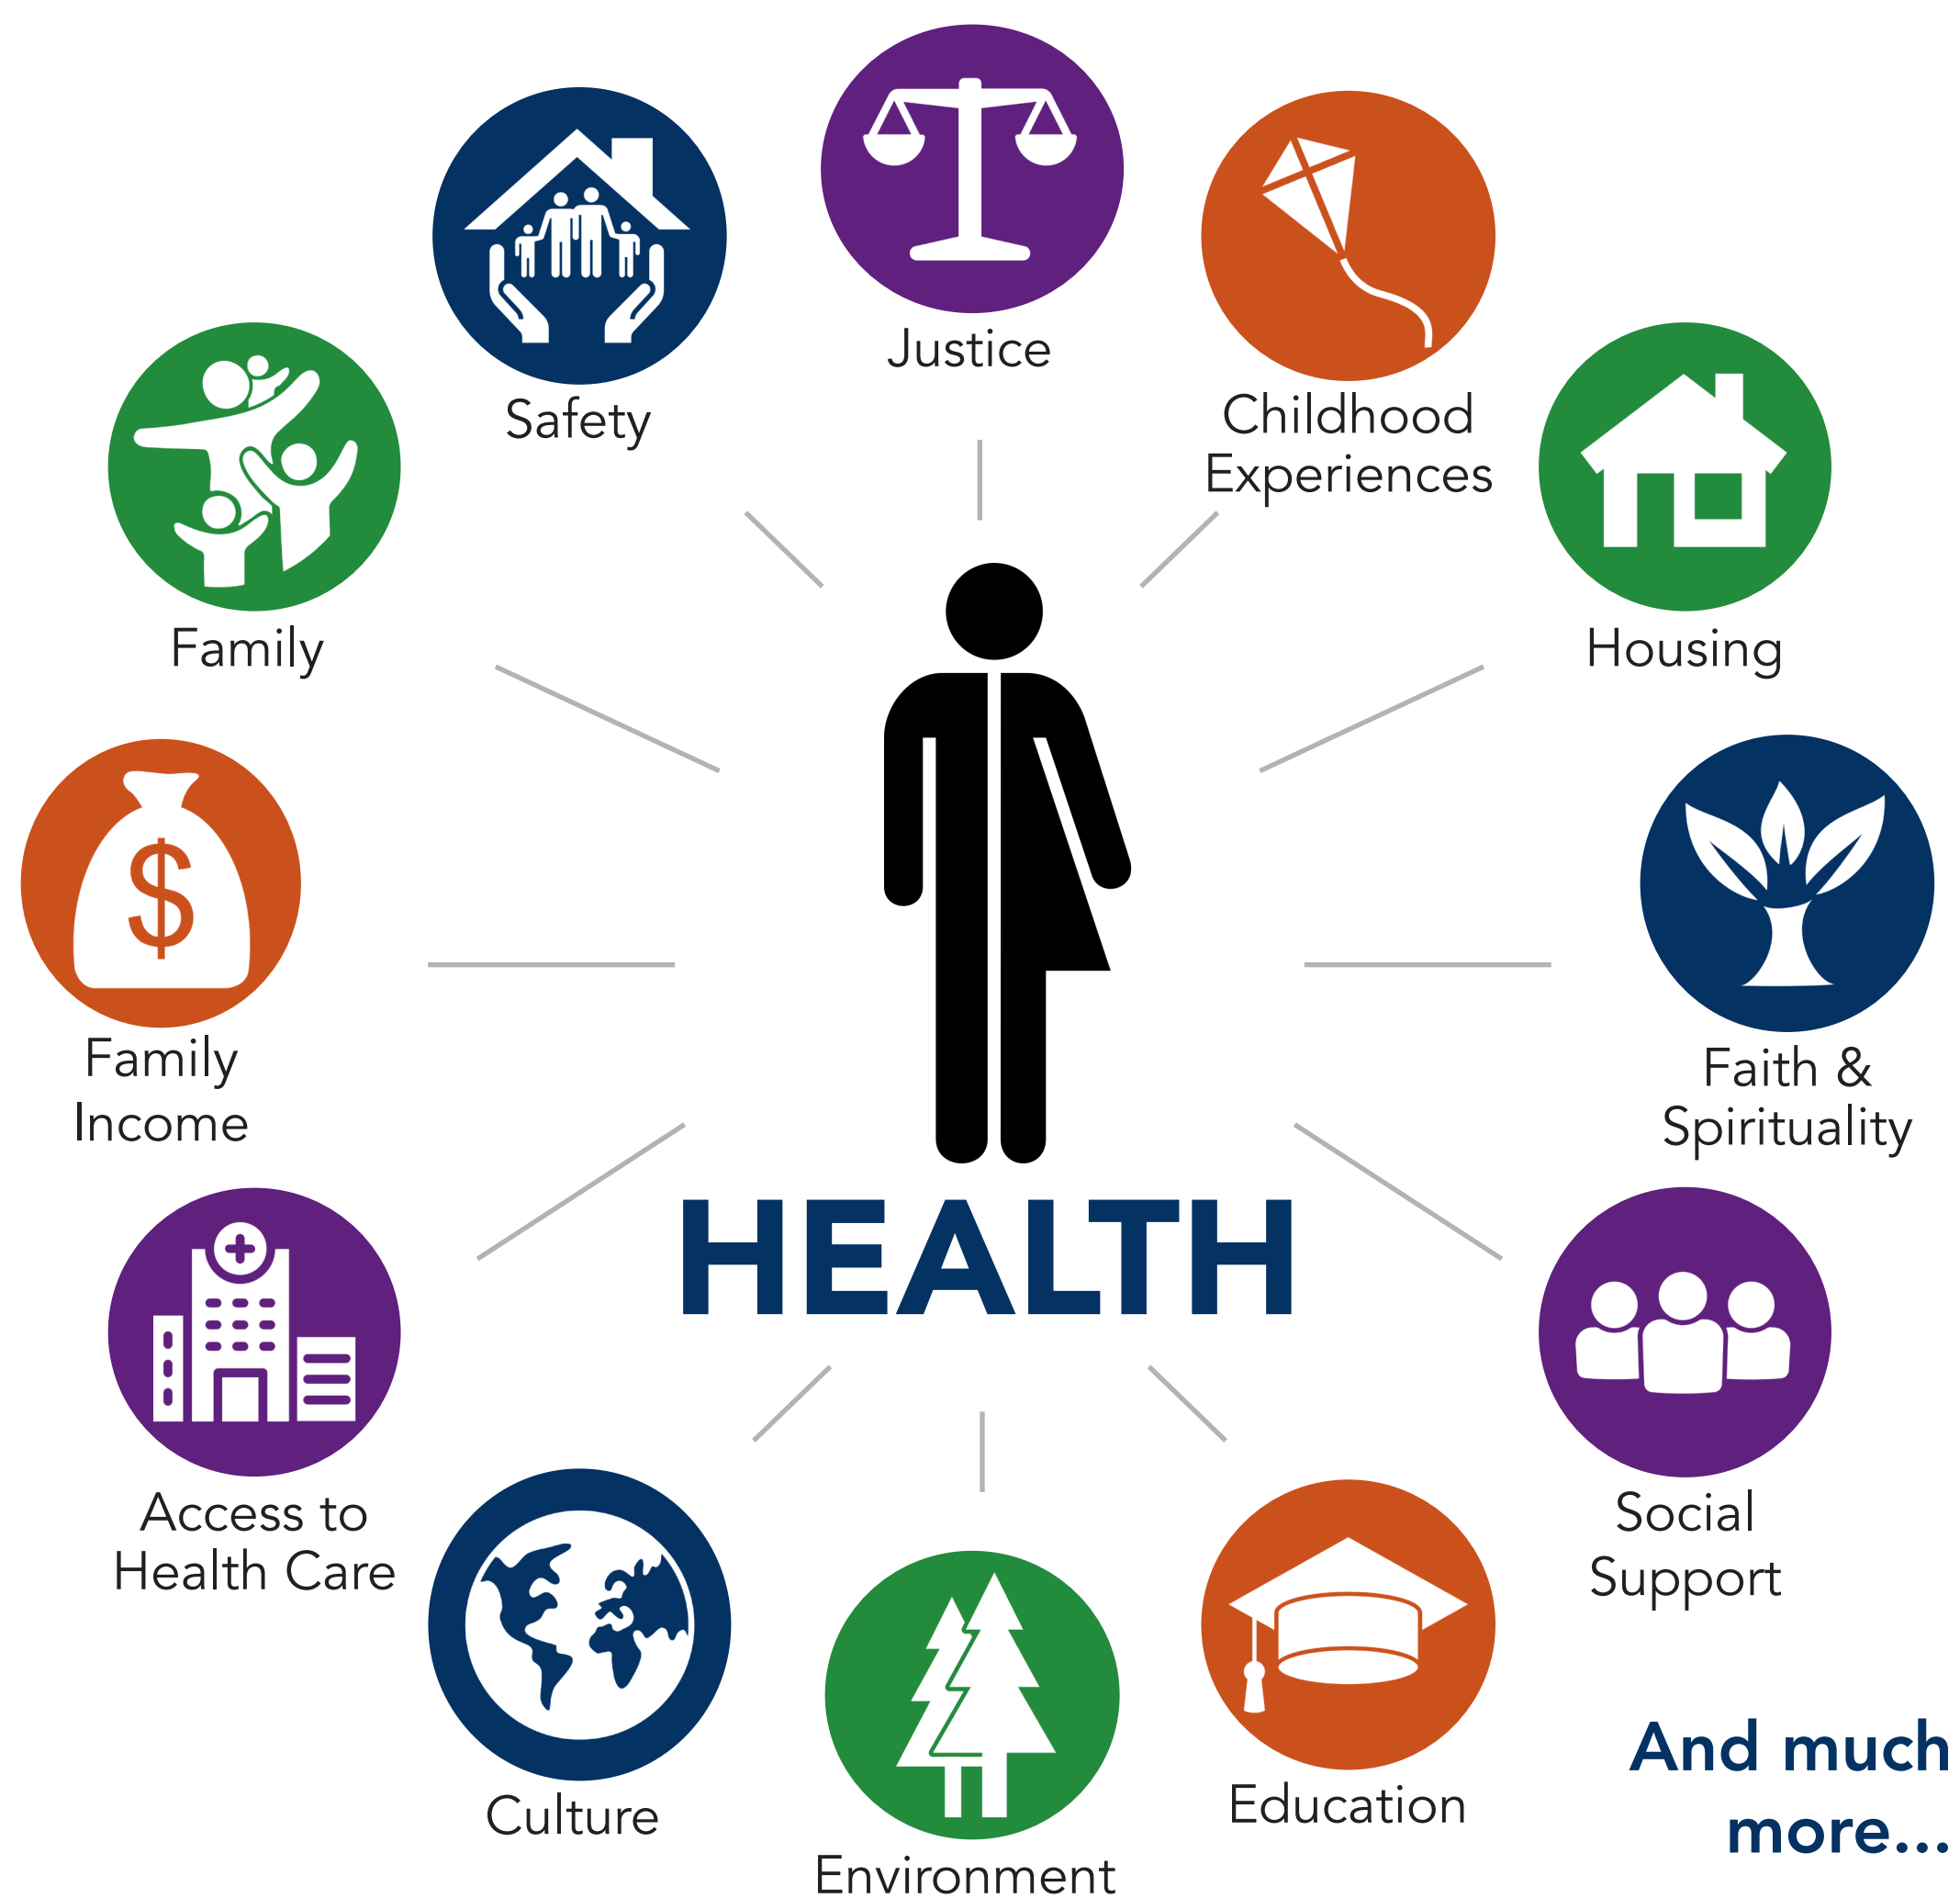 Justice
Safety
Childhood
Experiences
Family
Housing
$
Family
Income
Faith &
Spirituality
HEALTH
Access to
Health Care
Social
Support
Culture
Environment
Education
And much
more...